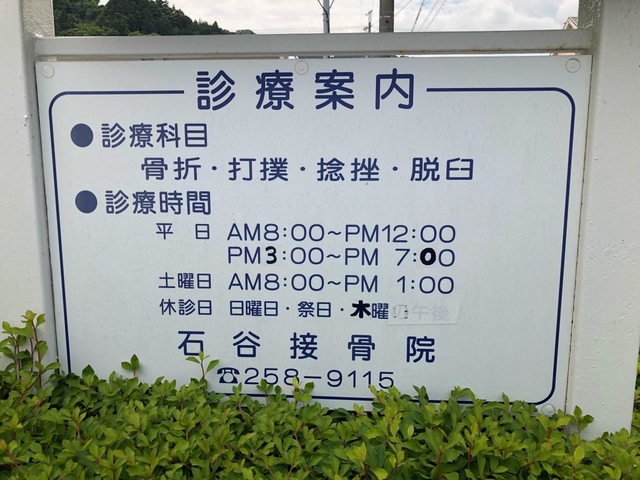 診療案内
●診療科目
骨折・打撲・捻挫・脱臼
●診療時間
平日 AM8:00～PM12:00
PM3:00～PM 7:00
土曜日 AM8:00～PM 1:00
休診日 日曜日・祭日・木曜の午後
石谷接骨院
☎258-9115